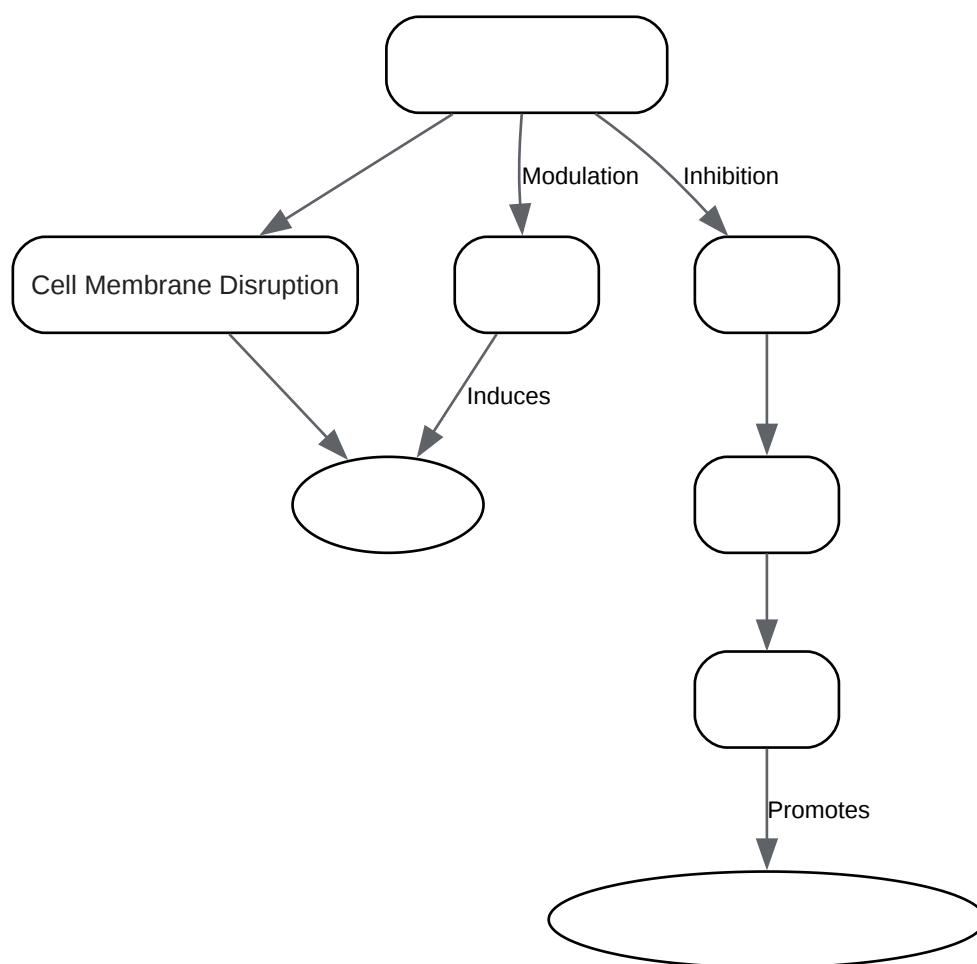 Modulation
Inhibition
Cell Membrane Disruption
Induces
Promotes